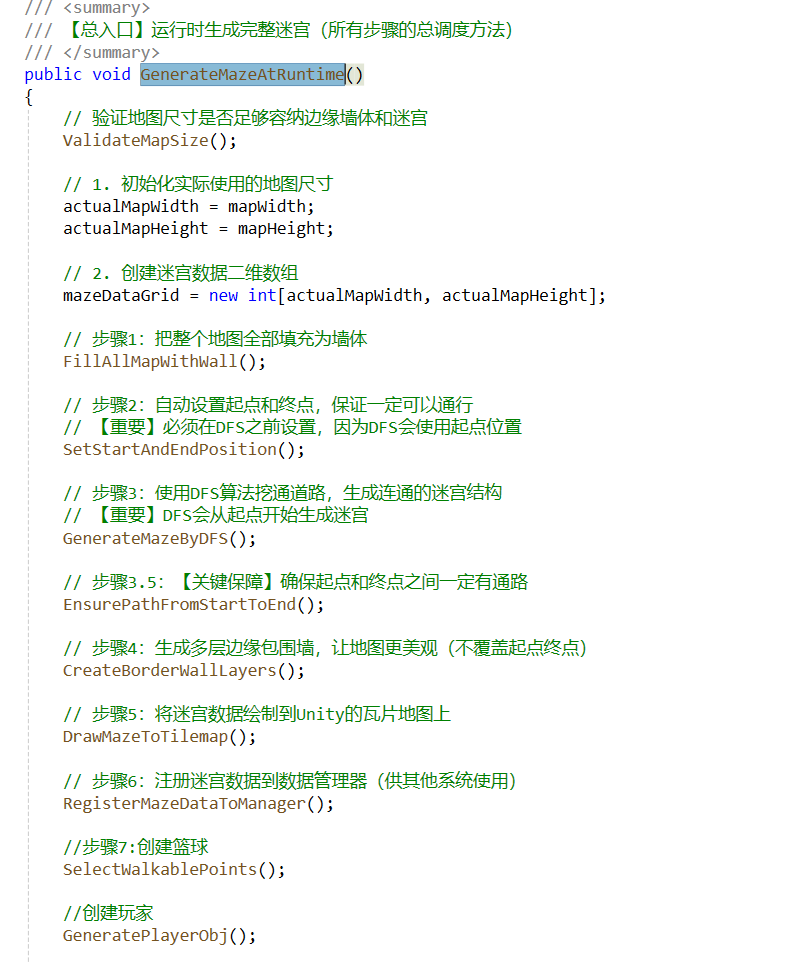 /// <summary>
/// 【总入口】运行时生成完整迷宫（所有步骤的总调度方法）
/// </summary>
public void GenerateMazeAtRuntime()
{
// 验证地图尺寸是否足够容纳边缘墙体和迷宫
ValidateMapSize();
// 1. 初始化实际使用的地图尺寸
actualMapWidth = mapWidth;
actualMapHeight = mapHeight;
// 2. 创建迷宫数据二维数组
mazeDataGrid = new int[actualMapWidth, actualMapHeight];
// 步骤1：把整个地图全部填充为墙体
FillAllMapWithWall();
// 步骤2：自动设置起点和终点，保证一定可以通行
// 【重要】必须在DFS之前设置，因为DFS会使用起点位置
SetStartAndEndPosition();
// 步骤3：使用DFS算法挖通道路，生成连通的迷宫结构
// 【重要】DFS会从起点开始生成迷宫
GenerateMazeByDFS();
// 步骤3.5：【关键保障】确保起点和终点之间一定有通路
EnsurePathFromStartToEnd();
// 步骤4：生成多层边缘包围墙，让地图更美观（不覆盖起点终点）
CreateBorderWallLayers();
// 步骤5：将迷宫数据绘制到Unity的瓦片地图上
DrawMazeToTilemap();
// 步骤6：注册迷宫数据到数据管理器（供其他系统使用）
RegisterMazeDataToManager();
//步骤7:创建篮球
SelectWalkablePoints();
//创建玩家
GeneratePlayerObj();